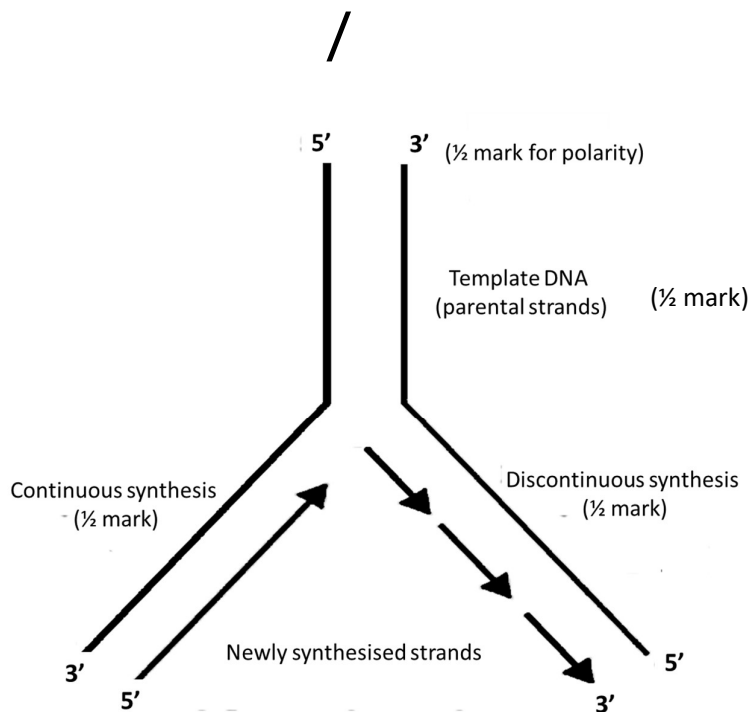 /
5’ 3’ (½ mark for polarity)
Template DNA
(parental strands) (½ mark)
Continuous synthesis
(½ mark)
Discontinuous synthesis
(½ mark)
Newly synthesised strands
3’
5’
5’
3’